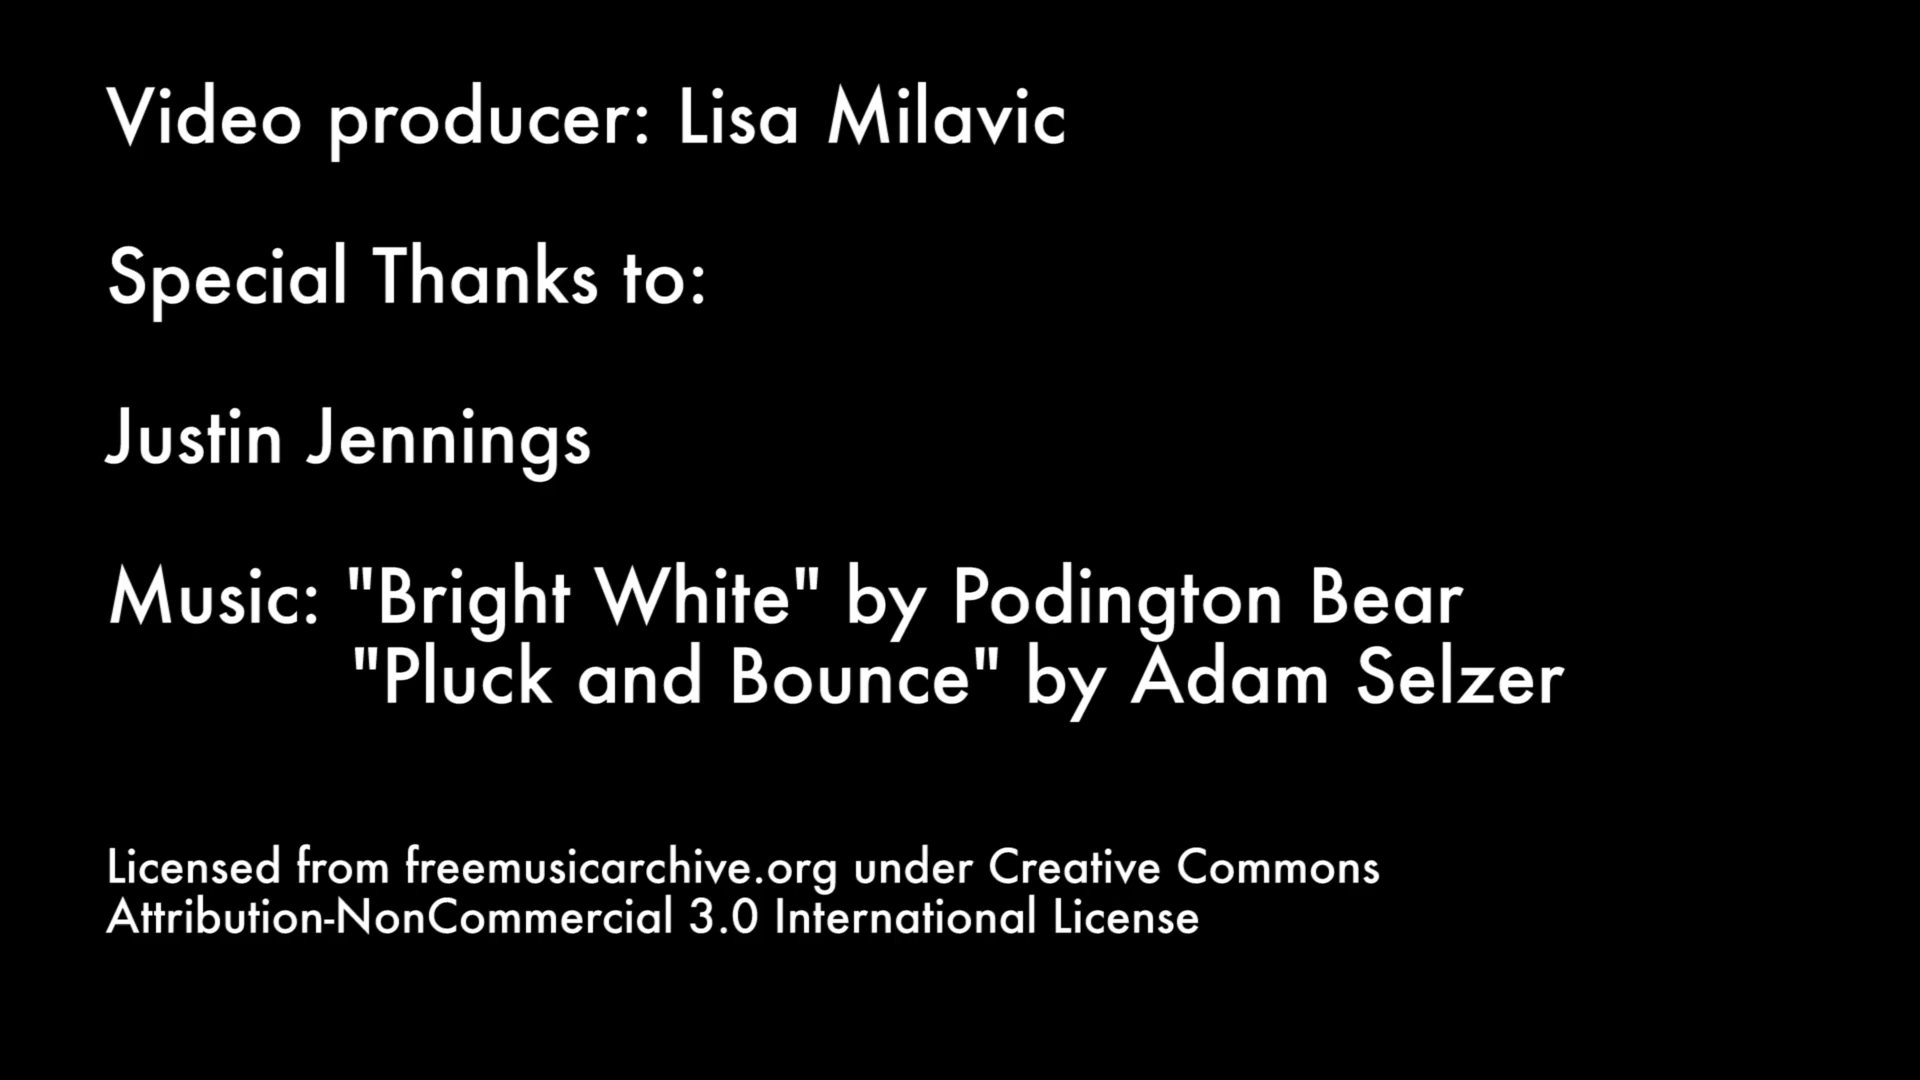 Video producer: Lisa Milavic
Special Thanks to:
Justin Jennings
Music: "Bright White" by Podington Bear
"Pluck and Bounce" by Adam Selzer
Licensed from freemusicarchive.org under Creative Commons
Attribution-NonCommercial 3.0 International License